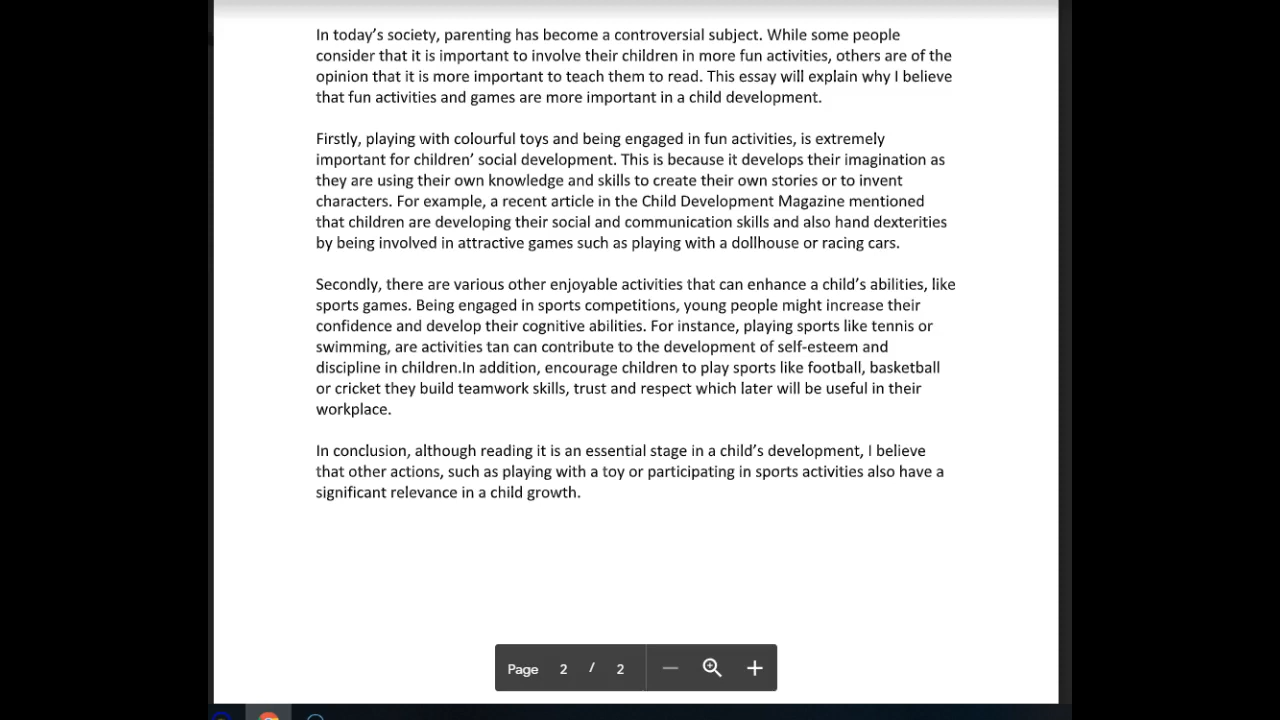 In today’s society, parenting has become a controversial subject. While some people
consider that it is important to involve their children in more fun activities, others are of the
opinion that it is more important to teach them to read. This essay will explain why I believe
that fun activities and games are more important in a child development.
Firstly, playing with colourful toys and being engaged in fun activities, is extremely
important for children’ social development. This is because it develops their imagination as
they are using their own knowledge and skills to create their own stories or to invent
characters. For example, a recent article in the Child Development Magazine mentioned
that children are developing their social and communication skills and also hand dexterities
by being involved in attractive games such as playing with a dollhouse or racing cars.
Secondly, there are various other enjoyable activities that can enhance a child’s abilities, like
sports games. Being engaged in sports competitions, young people might increase their
confidence and develop their cognitive abilities. For instance, playing sports like tennis or
swimming, are activities tan can contribute to the development of self-esteem and
discipline in children.In addition, encourage children to play sports like football, basketball
or cricket they build teamwork skills, trust and respect which later will be useful in their
workplace.
In conclusion, although reading it is an essential stage in a child’s development, I believe
that other actions, such as playing with a toy or participating in sports activities also have a
significant relevance in a child growth.
Page 2 / 2